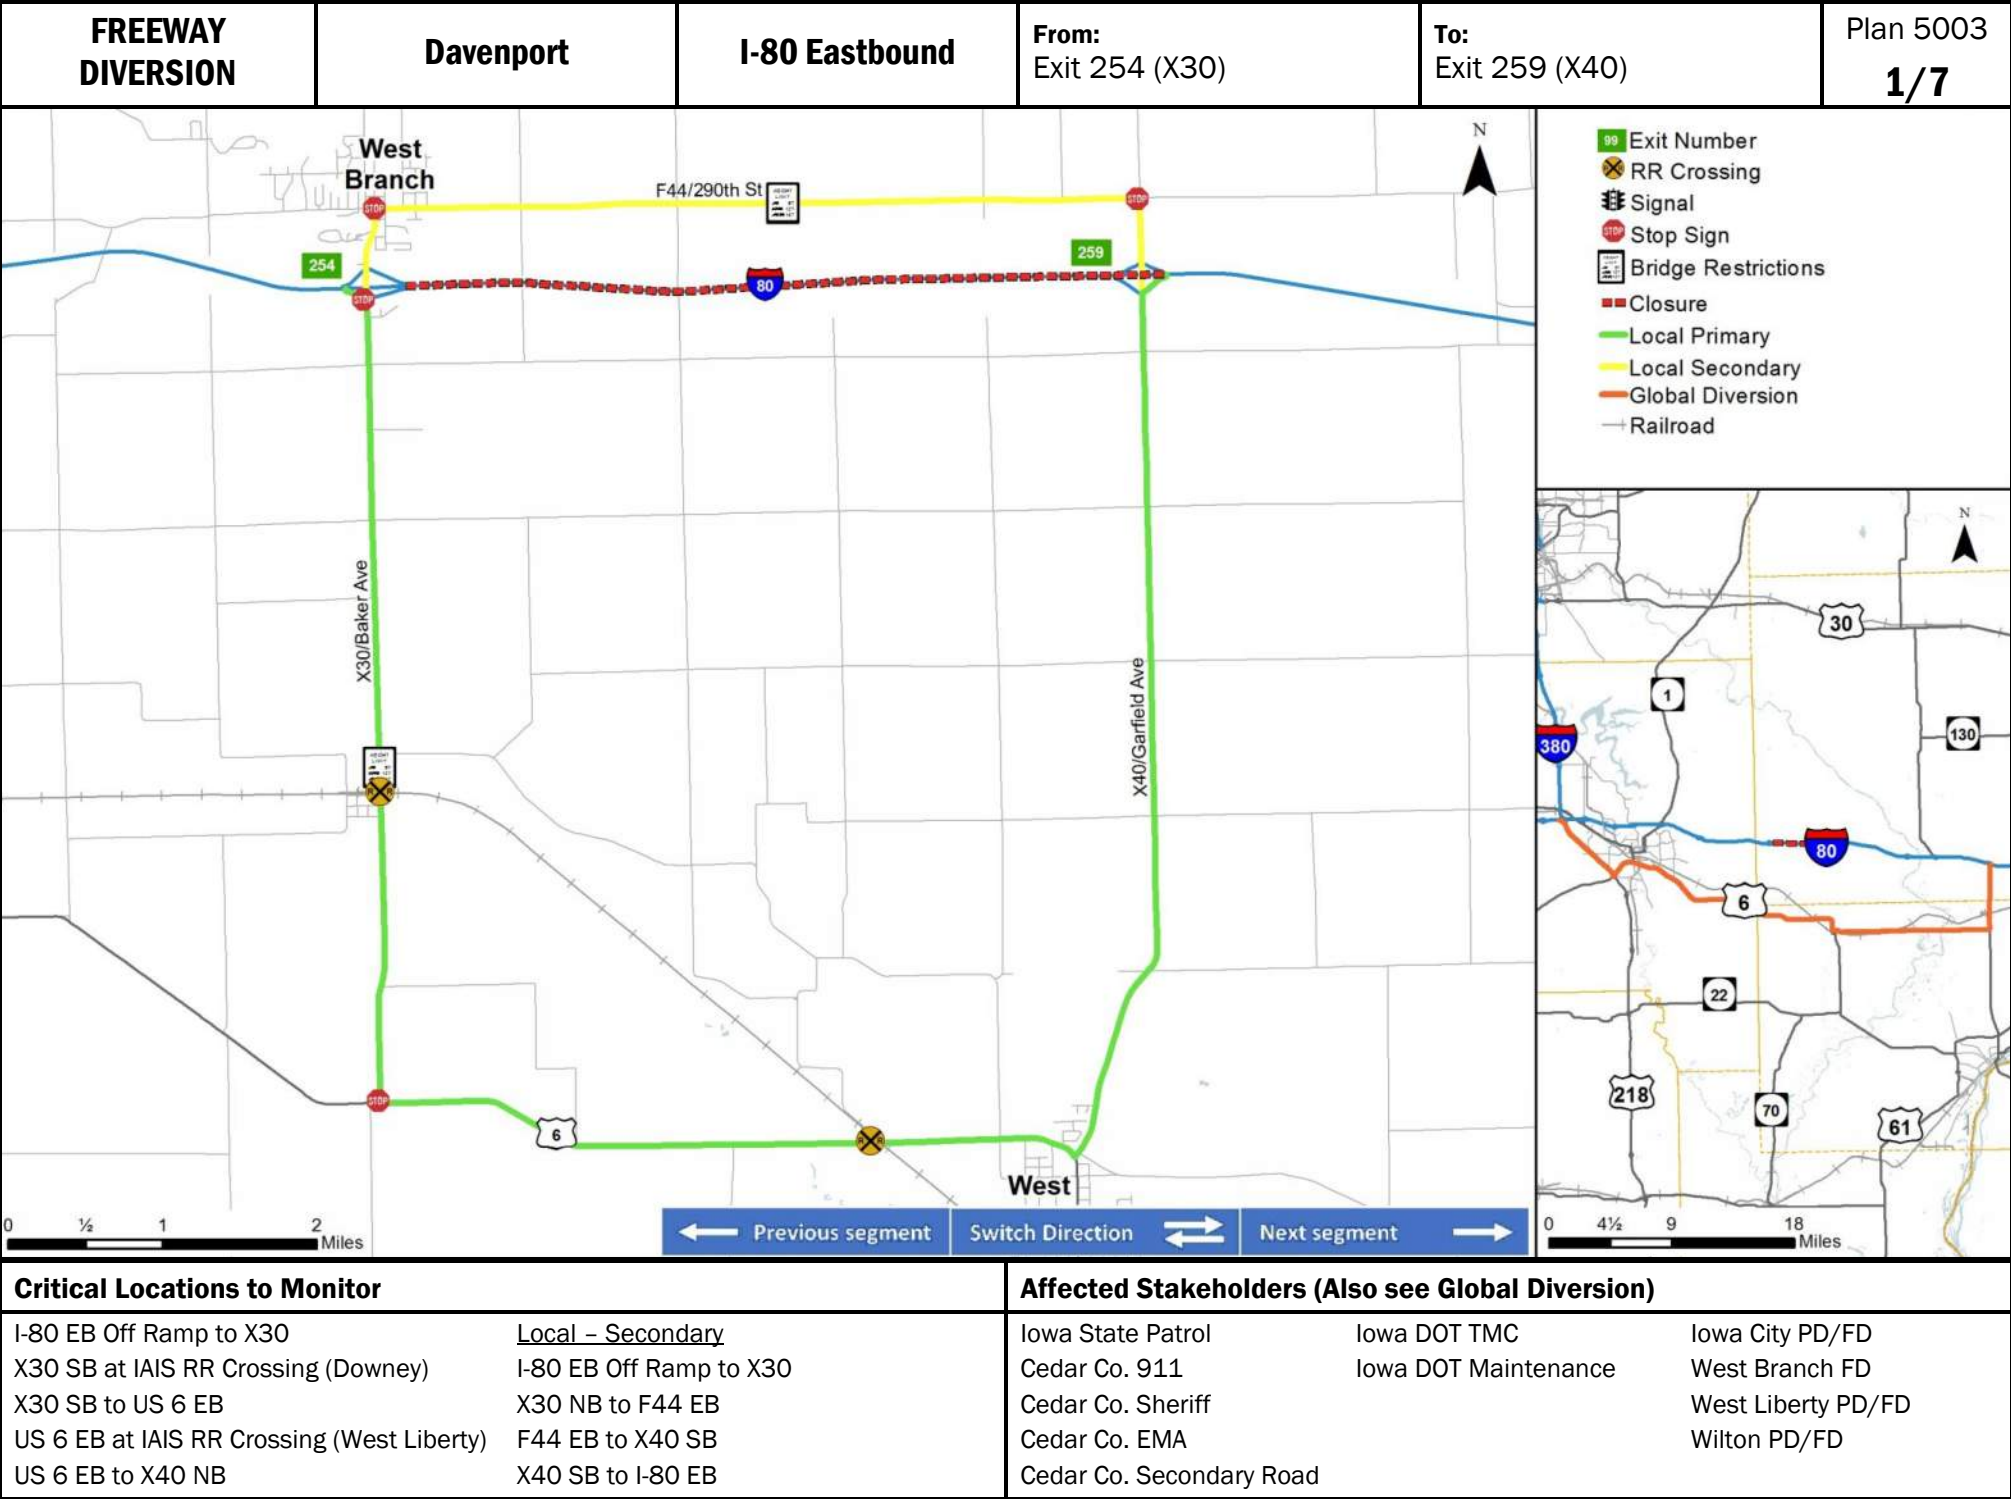 FREEWAY
DIVERSION
Davenport
I-80 Eastbound
From:
Exit 254 (X30)
To:
Exit 259 (X40)
Plan 5003
1/7
West
Branch
F44/290th St
HEIGHT
LIMIT
N
STOP
STOP
254
259
80
STOP
X30/Baker Ave
X40/Garfield Ave
HEIGHT
LIMIT
R R
STOP
6
R R
West
0 ½ 1 2
Miles
Previous segment
Switch Direction
Next segment
99 Exit Number
RR Crossing
Signal
STOP Stop Sign
Bridge Restrictions
Closure
Local Primary
Local Secondary
Global Diversion
Railroad
N
30
1
380
130
80
6
22
218
70
61
0 4½ 9 18
Miles
Critical Locations to Monitor
I-80 EB Off Ramp to X30
X30 SB at IAIS RR Crossing (Downey)
X30 SB to US 6 EB
US 6 EB at IAIS RR Crossing (West Liberty)
US 6 EB to X40 NB
Local – Secondary
I-80 EB Off Ramp to X30
X30 NB to F44 EB
F44 EB to X40 SB
X40 SB to I-80 EB
Affected Stakeholders (Also see Global Diversion)
Iowa State Patrol
Cedar Co. 911
Cedar Co. Sheriff
Cedar Co. EMA
Cedar Co. Secondary Road
Iowa DOT TMC
Iowa DOT Maintenance
Iowa City PD/FD
West Branch FD
West Liberty PD/FD
Wilton PD/FD